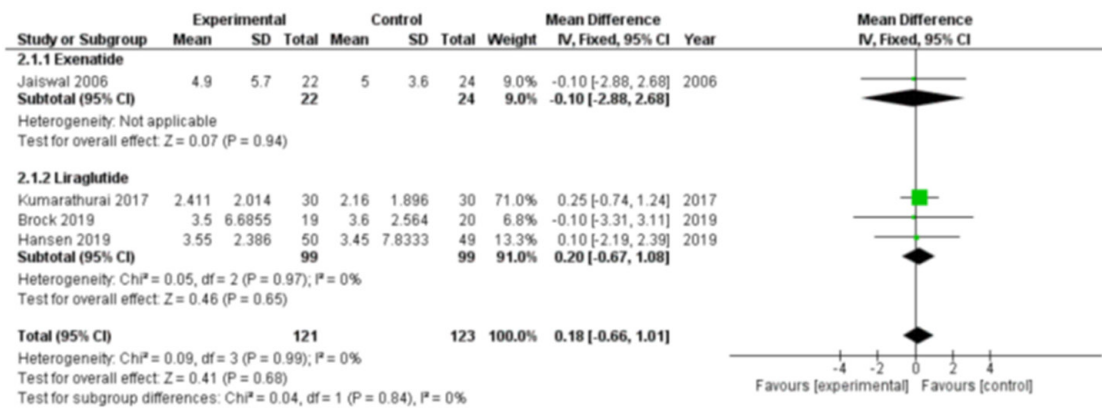 Experimental Control Mean Difference Mean Difference
Study or Subgroup Mean SD Total Mean SD Total Weight IV, Fixed, 95% CI Year IV, Fixed, 95% CI
2.1.1 Exenatide
Jaiswal 2006 4.9 5.7 22 5 3.6 24 9.0% -0.10 [-2.88, 2.68] 2006
Subtotal (95% CI) 22 24 9.0% -0.10 [-2.88, 2.68]
Heterogeneity: Not applicable
Test for overall effect: Z = 0.07 (P = 0.94)
2.1.2 Liraglutide
Kumarathurai 2017 2.411 2.014 30 2.16 1.896 30 71.0% 0.25 [-0.74, 1.24] 2017
Brock 2019 3.5 6.6855 19 3.6 2.564 20 6.8% -0.10 [-3.31, 3.11] 2019
Hansen 2019 3.55 2.386 50 3.45 7.8333 49 13.3% 0.10 [-2.19, 2.39] 2019
Subtotal (95% CI) 99 99 91.0% 0.20 [-0.67, 1.08]
Heterogeneity: Chi² = 0.05, df = 2 (P = 0.97); I² = 0%
Test for overall effect: Z = 0.46 (P = 0.65)
Total (95% CI) 121 123 100.0% 0.18 [-0.66, 1.01]
Heterogeneity: Chi² = 0.09, df = 3 (P = 0.99); I² = 0%
Test for overall effect: Z = 0.41 (P = 0.68)
Test for subgroup differences: Chi² = 0.04, df = 1 (P = 0.84), I² = 0%
-4 -2 0 2 4
Favours [experimental] Favours [control]